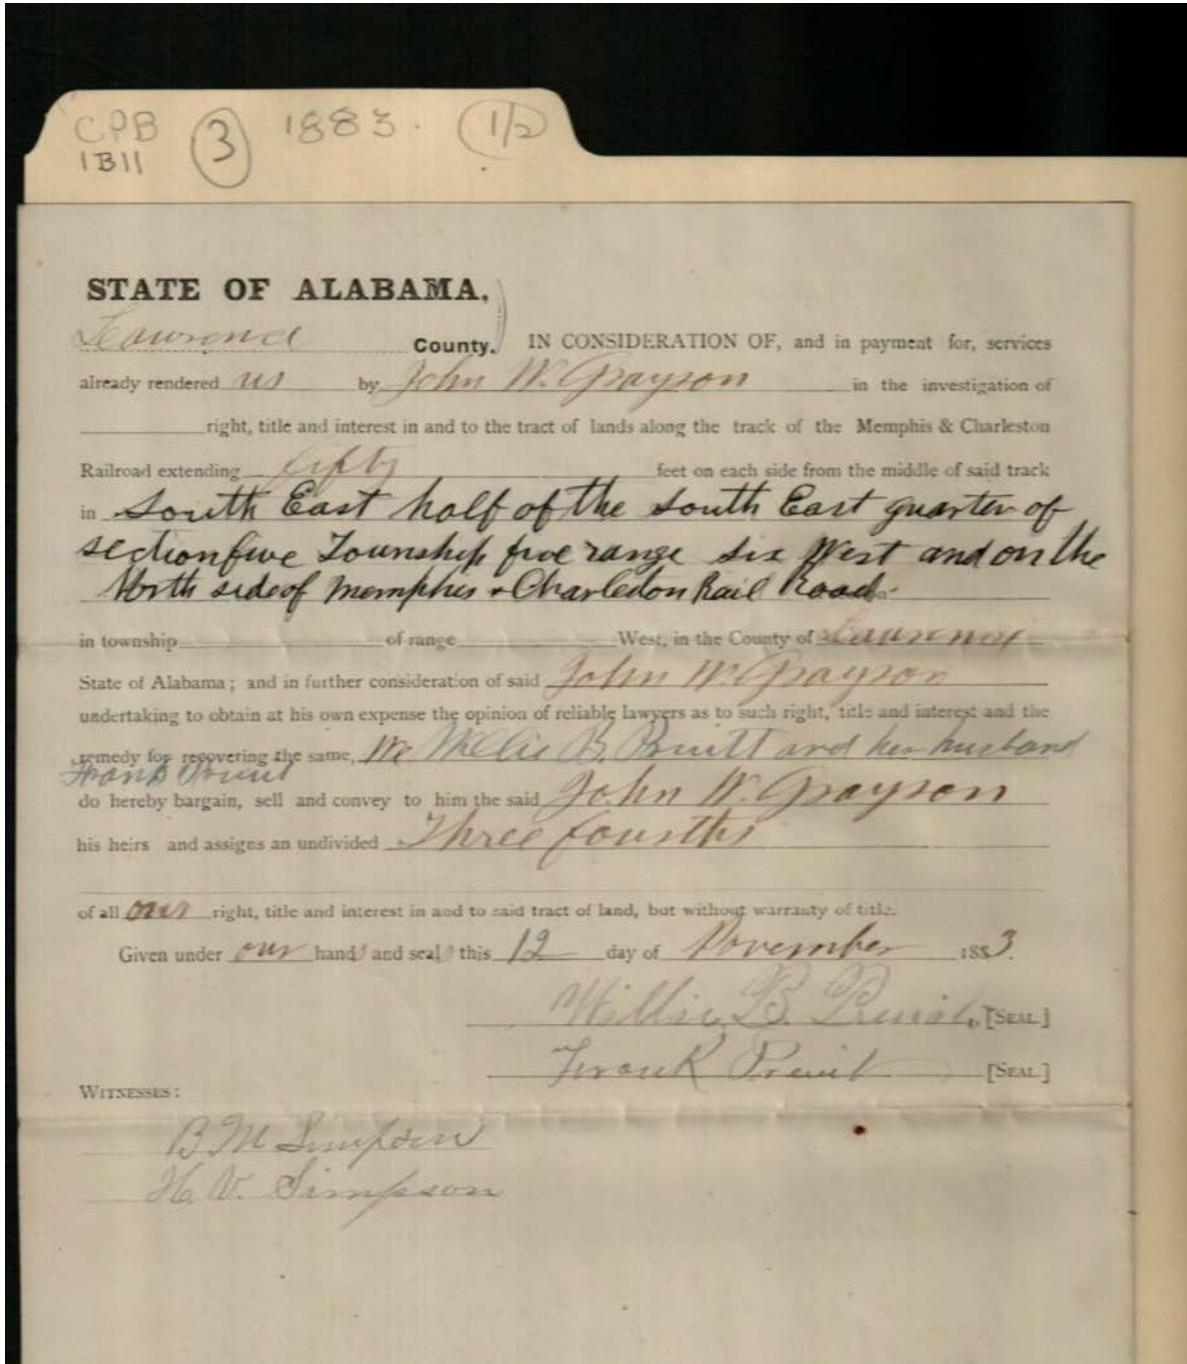 CPB 3 1883. 1/2
1B11
STATE OF ALABAMA,
Lawrence County. IN CONSIDERATION OF, and in payment for, services
already rendered us by John W. Grayson in the investigation of
right, title and interest in and to the tract of lands along the track of the Memphis & Charleston
Railroad extending fifty feet on each side from the middle of said track
in South East half of the South East quarter of
section five Township five range six West and on the
North side of Memphis & Charleston Rail Road.
in township of range West, in the County of Lawrence
State of Alabama; and in further consideration of said John W. Grayson
undertaking to obtain at his own expense the opinion of reliable lawyers as to such right, title and interest and the
remedy for recovering the same, We Willie B. Pruitt and her husband
Frank Pruit
do hereby bargain, sell and convey to him the said John W. Grayson
his heirs and assigns an undivided Three fourths
of all our right, title and interest in and to said tract of land, but without warranty of title.
Given under our hands and seals this 12 day of November 1883.
Willie B. Pruit, [SEAL]
Frank Pruit [SEAL]
WITNESSES:
B M Simpson
H. V. Simpson